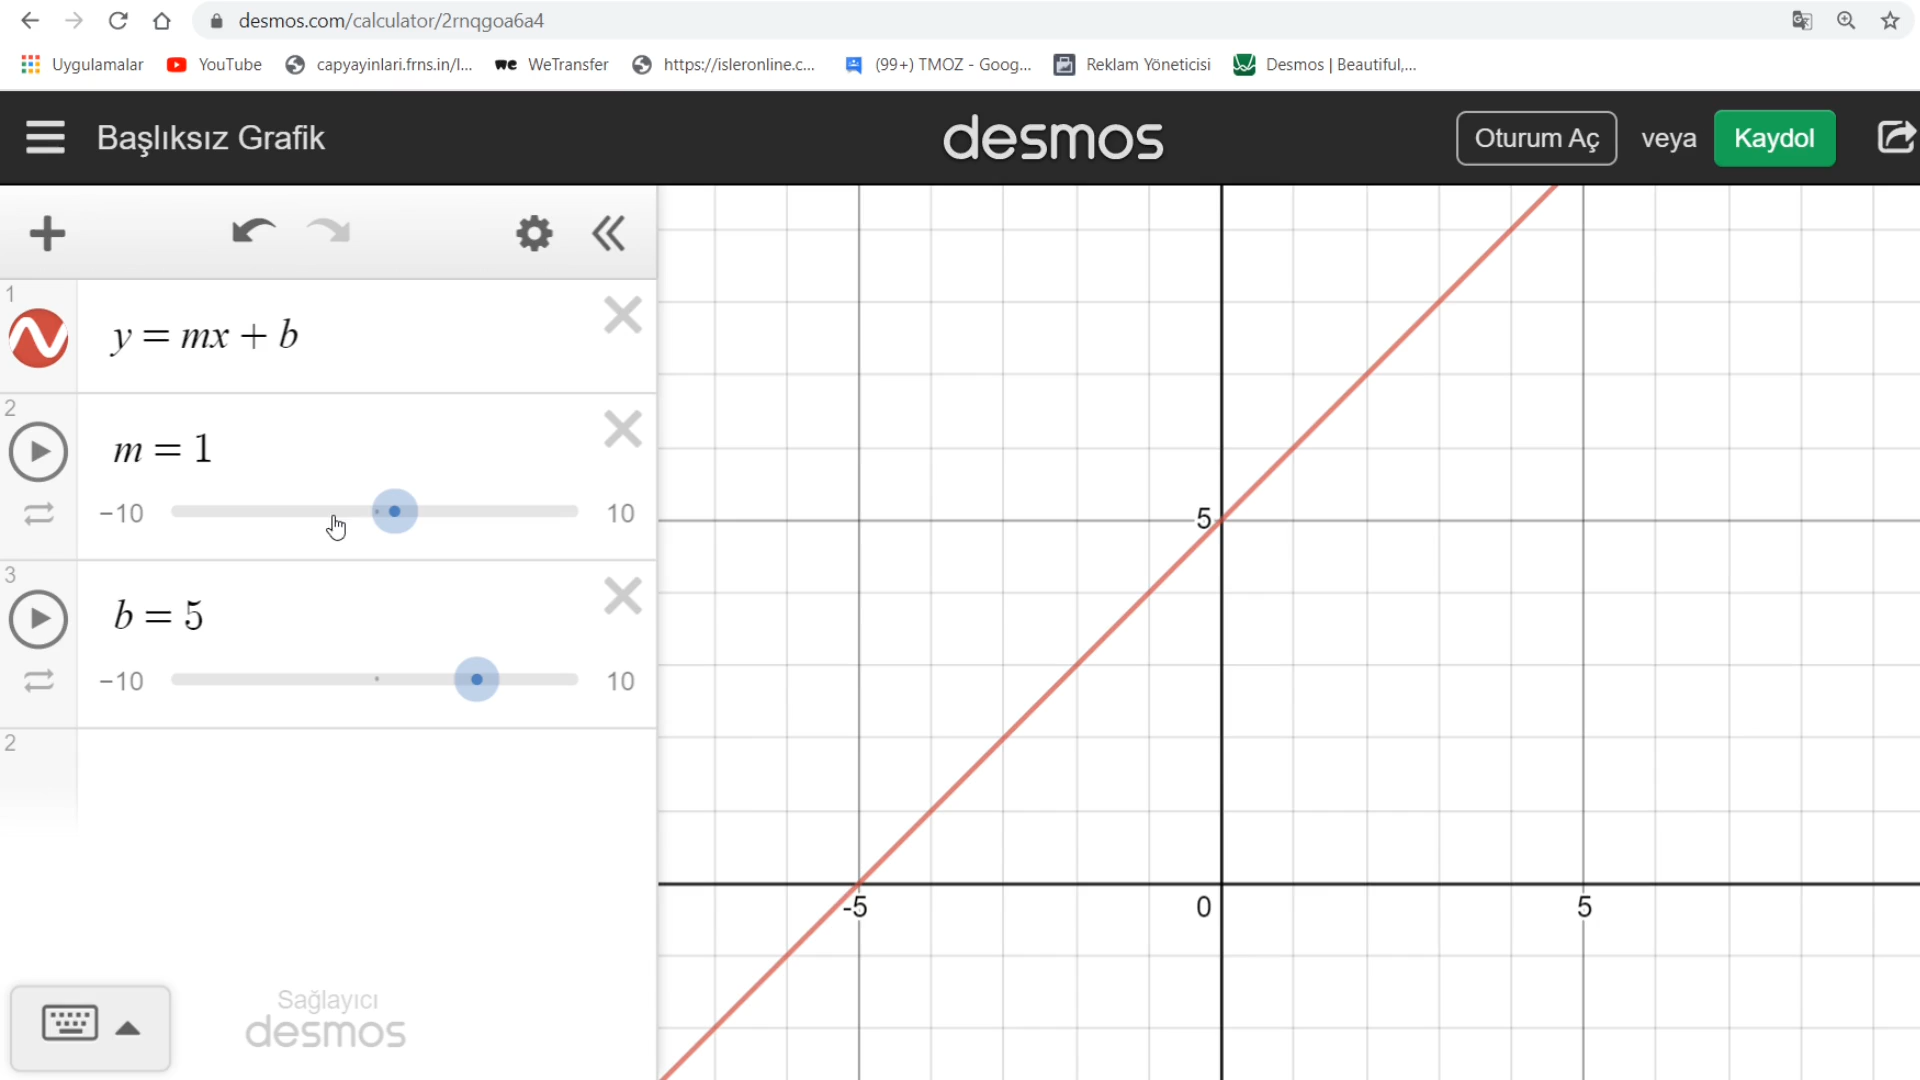 desmos.com/calculator/2rnqgoa6a4
Uygulamalar YouTube capyayinlari.frns.in/l... WeTransfer https://isleronline.c... (99+) TMOZ - Goog... Reklam Yöneticisi Desmos | Beautiful,...
Başlıksız Grafik desmos Oturum Aç veya Kaydol
1
y = mx + b
2
m = 1
-10 10
3
b = 5
-10 10
2
5
-5 0 5
Sağlayıcı
desmos